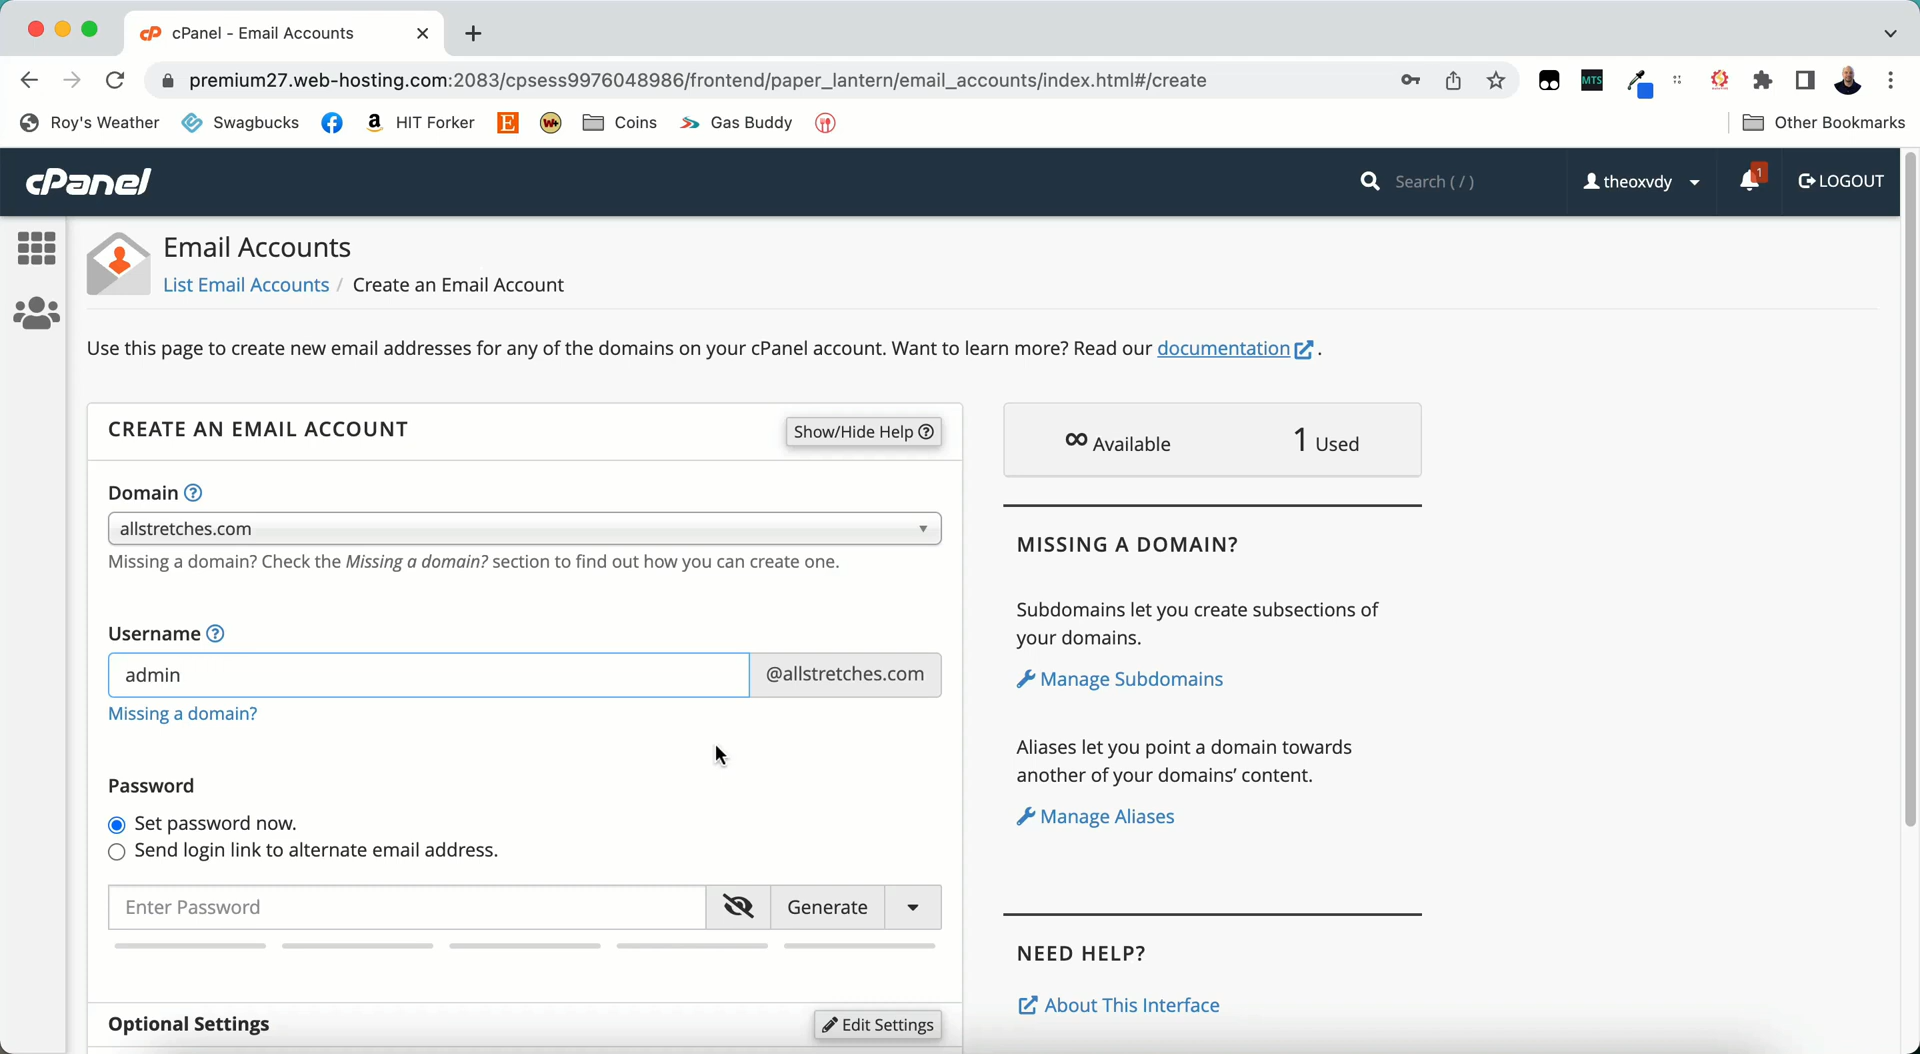 cPanel - Email Accounts
premium27.web-hosting.com:2083/cpsess9976048986/frontend/paper_lantern/email_accounts/index.html#/create
MTS
Roy's Weather
Swagbucks
HIT Forker
Coins
Gas Buddy
Other Bookmarks
cPanel
Search ( / )
theoxvdy
1
LOGOUT
Email Accounts
List Email Accounts / Create an Email Account
Use this page to create new email addresses for any of the domains on your cPanel account. Want to learn more? Read our documentation .
CREATE AN EMAIL ACCOUNT
Show/Hide Help
Domain
allstretches.com
Missing a domain? Check the Missing a domain? section to find out how you can create one.
Username
admin
@allstretches.com
Missing a domain?
Password
Set password now.
Send login link to alternate email address.
Enter Password
Generate
Optional Settings
Edit Settings
∞ Available
1 Used
MISSING A DOMAIN?
Subdomains let you create subsections of
your domains.
Manage Subdomains
Aliases let you point a domain towards
another of your domains’ content.
Manage Aliases
NEED HELP?
About This Interface